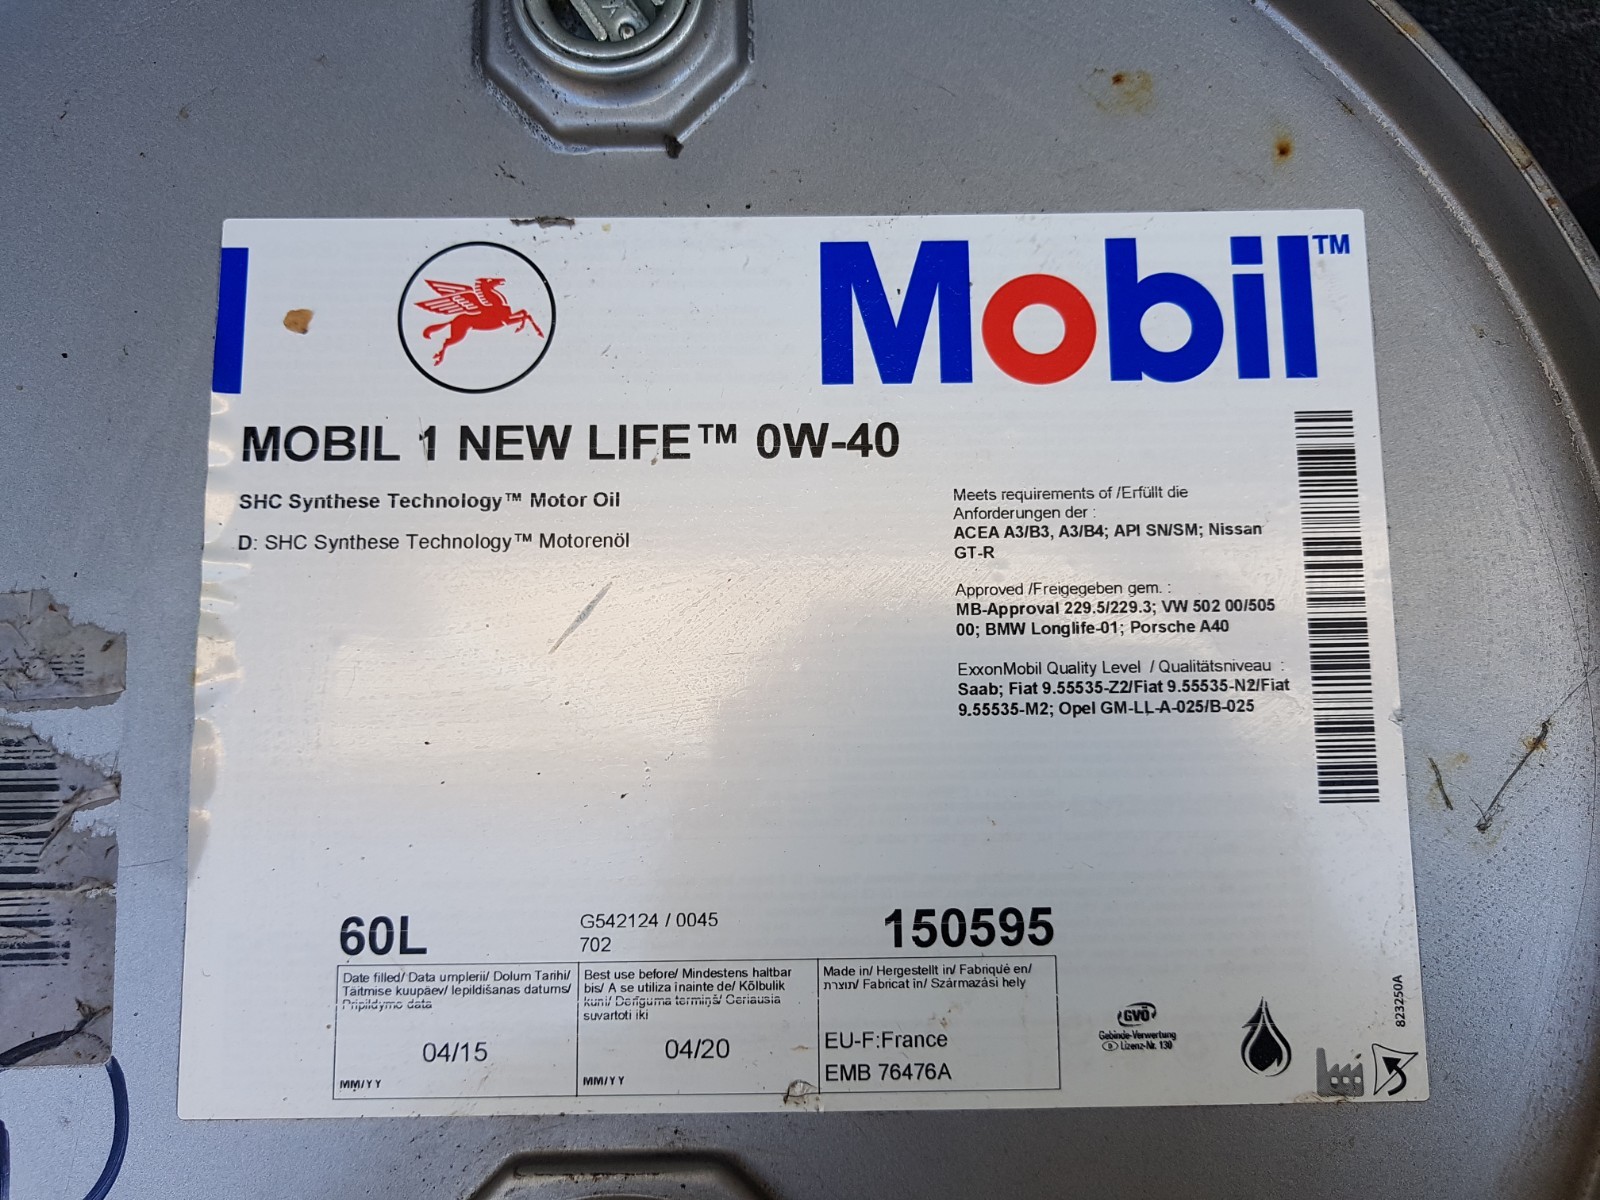 Mobil™
MOBIL 1 NEW LIFE™ 0W-40
SHC Synthese Technology™ Motor Oil
D: SHC Synthese Technology™ Motorenöl
Meets requirements of /Erfüllt die
Anforderungen der :
ACEA A3/B3, A3/B4; API SN/SM; Nissan
GT-R
Approved /Freigegeben gem. :
MB-Approval 229.5/229.3; VW 502 00/505
00; BMW Longlife-01; Porsche A40
ExxonMobil Quality Level / Qualitätsniveau :
Saab; Fiat 9.55535-Z2/Fiat 9.55535-N2/Fiat
9.55535-M2; Opel GM-LL-A-025/B-025
60L
G542124 / 0045
702
150595
Date filled/ Data umplerii/ Dolum Tarihi/
Täitmise kuupäev/ Iepildīšanas datums/
Pripildymo data
04/15
MM/YY
Best use before/ Mindestens haltbar
bis/ A se utiliza înainte de/ Kõlbulik
kuni/ Derīguma termiņš/ Geriausia
suvartoti iki
04/20
MM/YY
Made in/ Hergestellt in/ Fabriqué en/
תוצרת/ Fabricat în/ Származási hely
EU-F:France
EMB 76476A
GVÖ
Gebinde-Verwertung
D Lizenz-Nr. 130
823250A